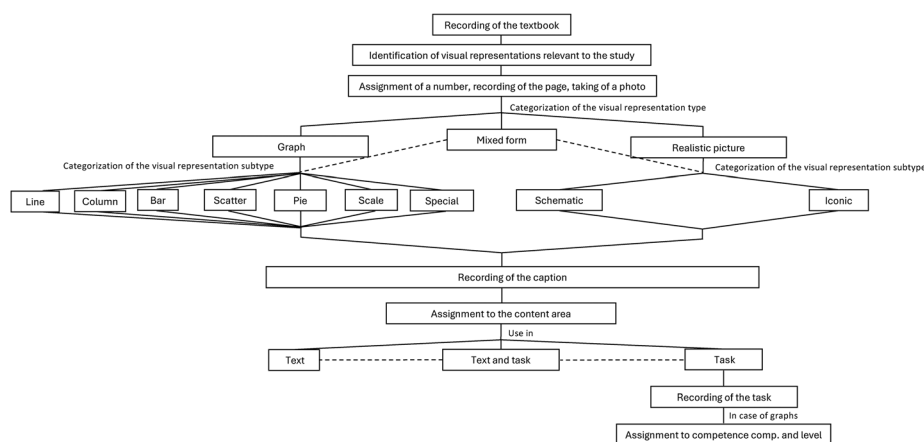 Recording of the textbook
Identification of visual representations relevant to the study
Assignment of a number, recording of the page, taking of a photo
Categorization of the visual representation type
Graph
Mixed form
Realistic picture
Categorization of the visual representation subtype
Categorization of the visual representation subtype
Line
Column
Bar
Scatter
Pie
Scale
Special
Schematic
Iconic
Recording of the caption
Assignment to the content area
Use in
Text
Text and task
Task
Recording of the task
In case of graphs
Assignment to competence comp. and level